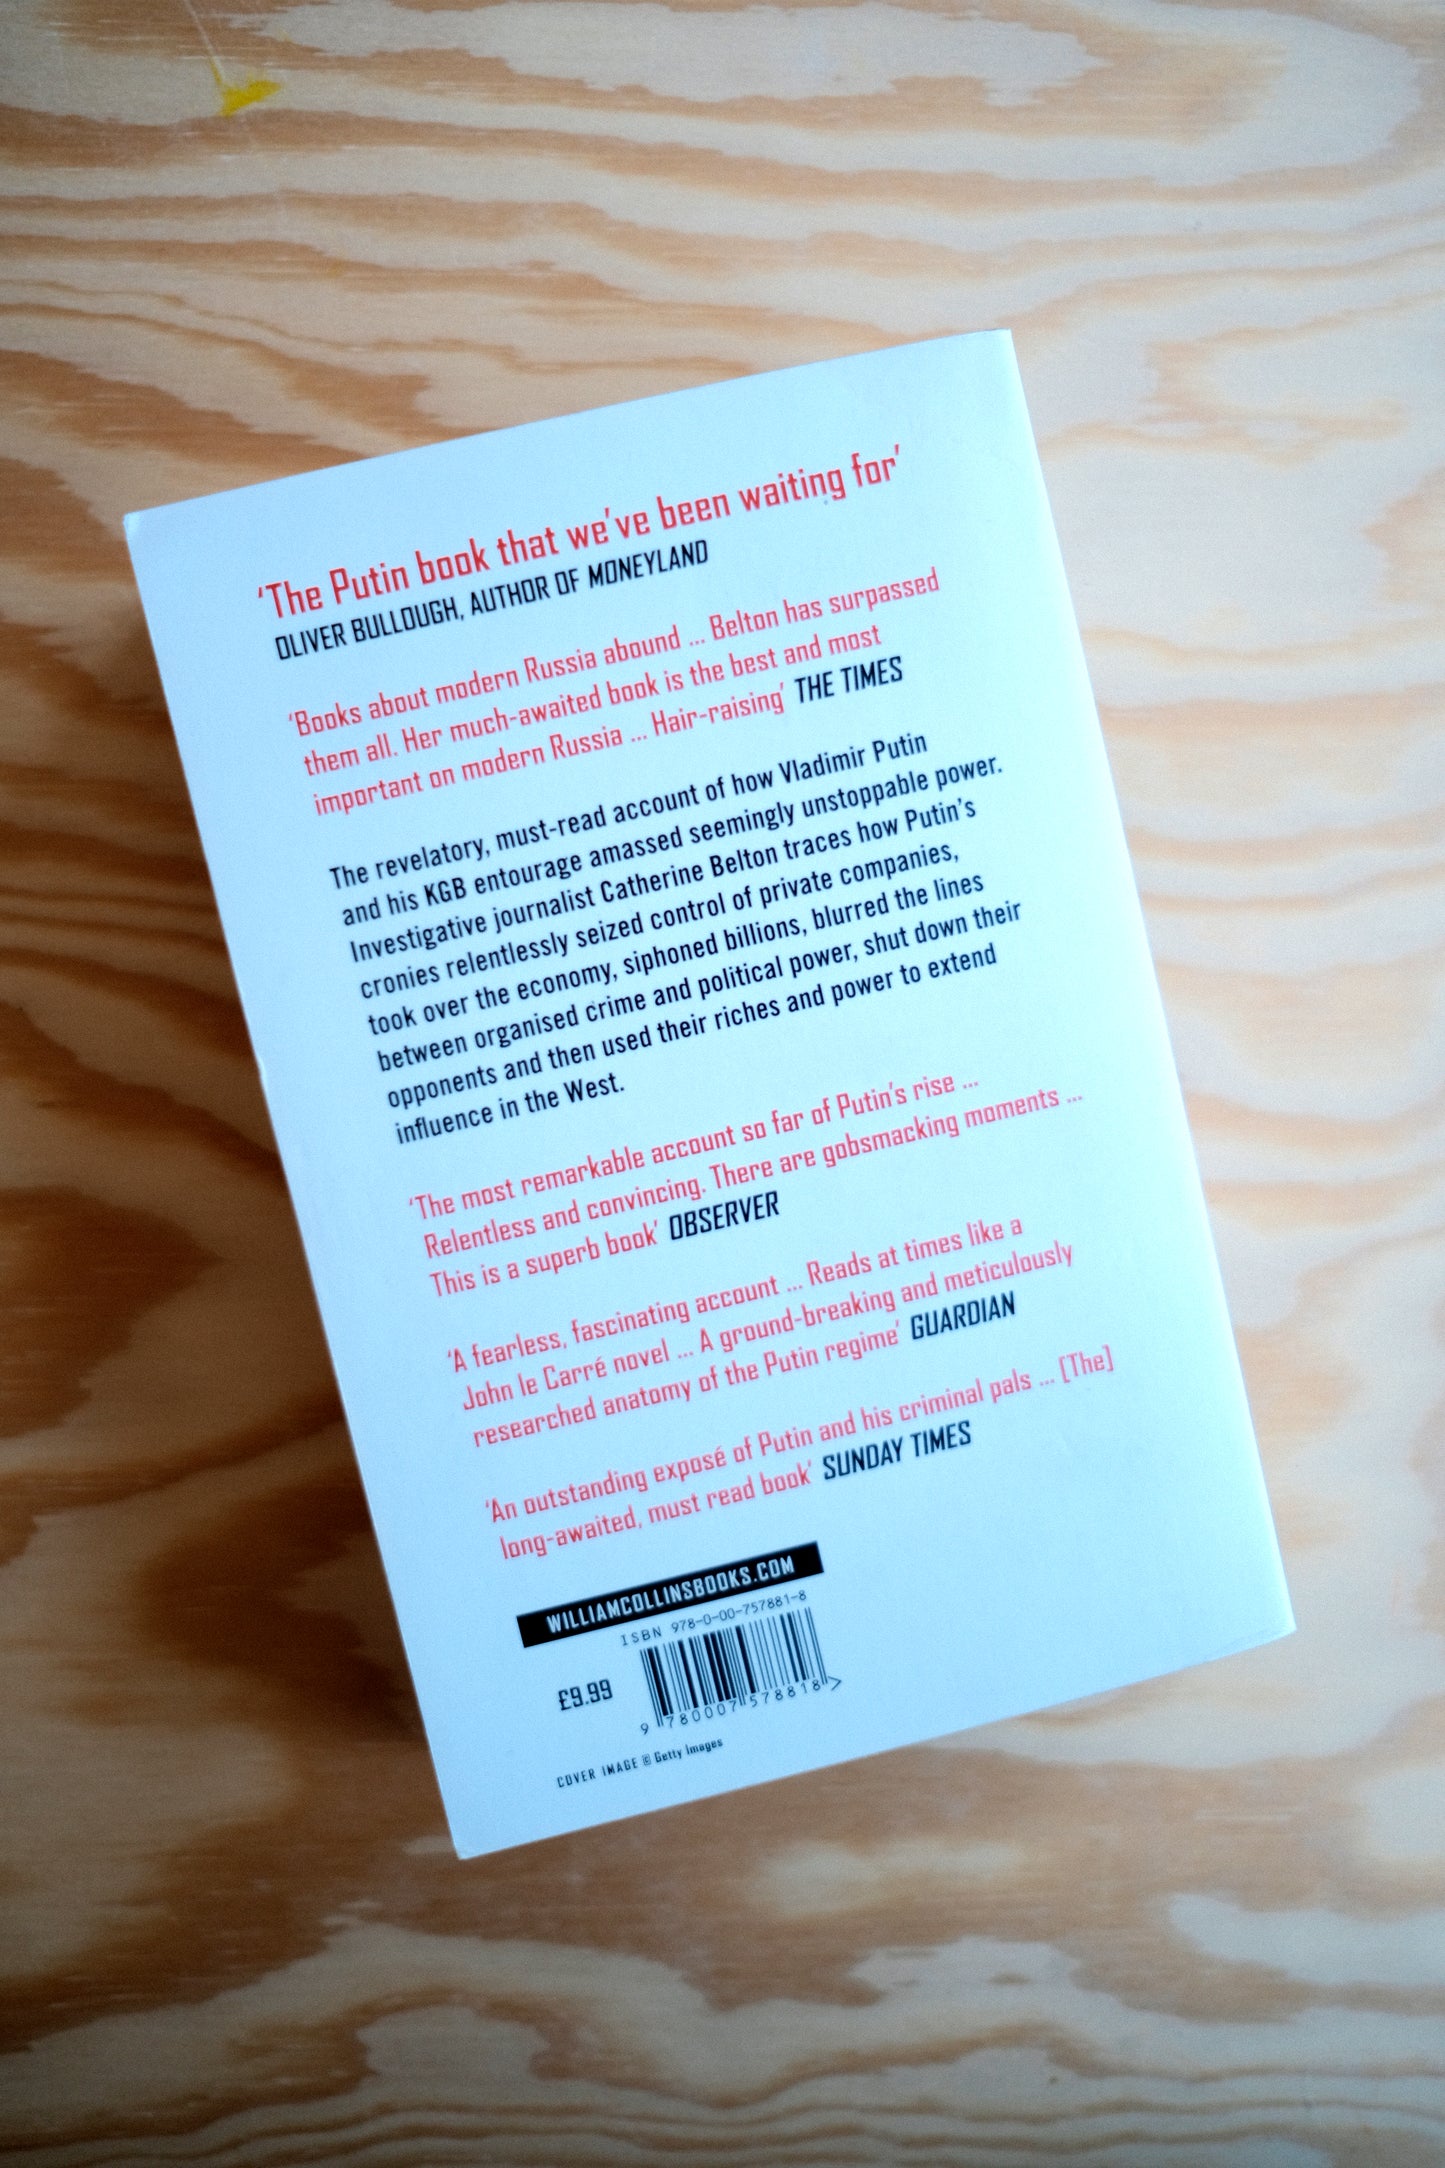 ‘The Putin book that we’ve been waiting for’
OLIVER BULLOUGH, AUTHOR OF MONEYLAND
‘Books about modern Russia abound ... Belton has surpassed
them all. Her much-awaited book is the best and most
important on modern Russia ... Hair-raising’ THE TIMES
The revelatory, must-read account of how Vladimir Putin
and his KGB entourage amassed seemingly unstoppable power.
Investigative journalist Catherine Belton traces how Putin’s
cronies relentlessly seized control of private companies,
took over the economy, siphoned billions, blurred the lines
between organised crime and political power, shut down their
opponents and then used their riches and power to extend
influence in the West.
‘The most remarkable account so far of Putin’s rise ...
Relentless and convincing. There are gobsmacking moments ...
This is a superb book’ OBSERVER
‘A fearless, fascinating account ... Reads at times like a
John le Carré novel ... A ground-breaking and meticulously
researched anatomy of the Putin regime’ GUARDIAN
‘An outstanding exposé of Putin and his criminal pals ... [The]
long-awaited, must read book’ SUNDAY TIMES
WILLIAMCOLLINSBOOKS.COM
ISBN 978-0-00-757881-8
£9.99
9 780007 578818 >
COVER IMAGE © Getty Images